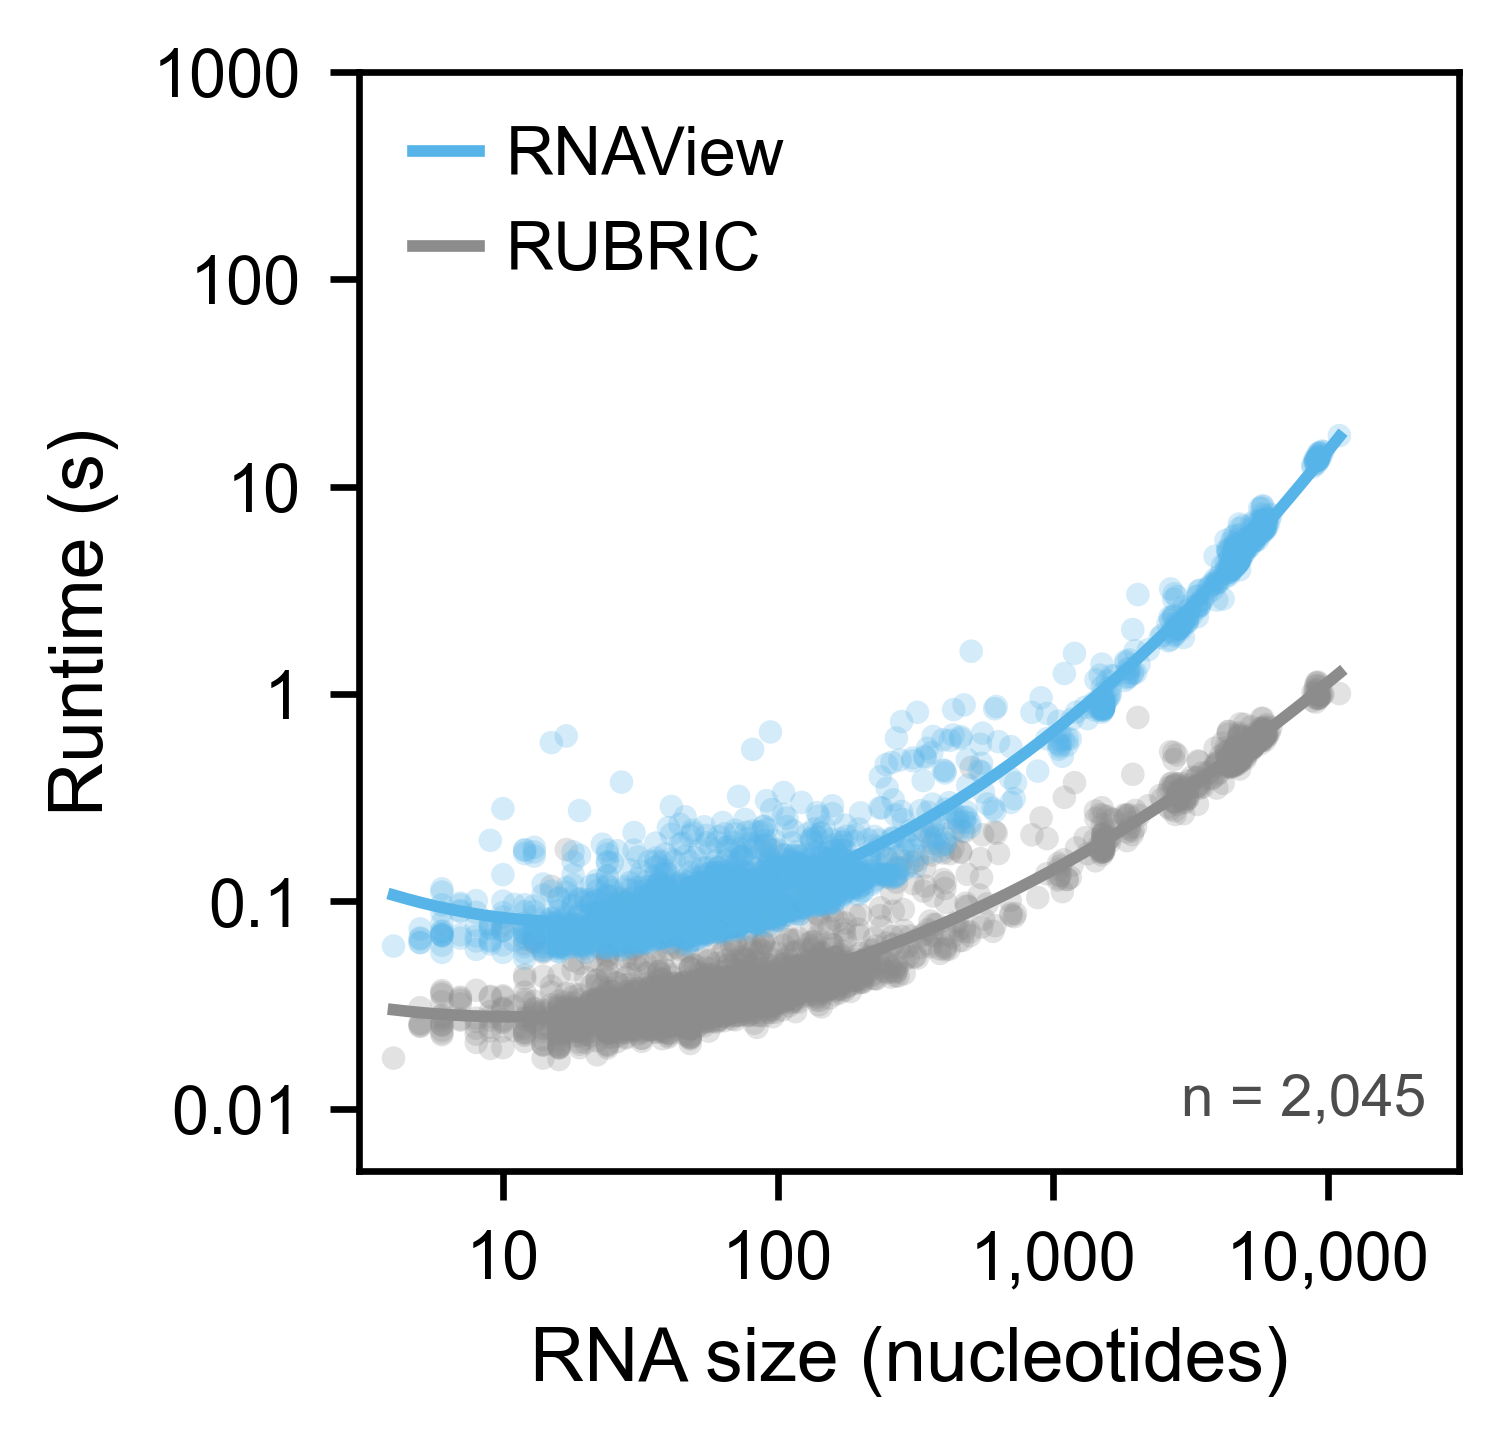 1000
100
10
1
0.1
0.01
Runtime (s)
RNAView
RUBRIC
n = 2,045
10 100 1,000 10,000
RNA size (nucleotides)